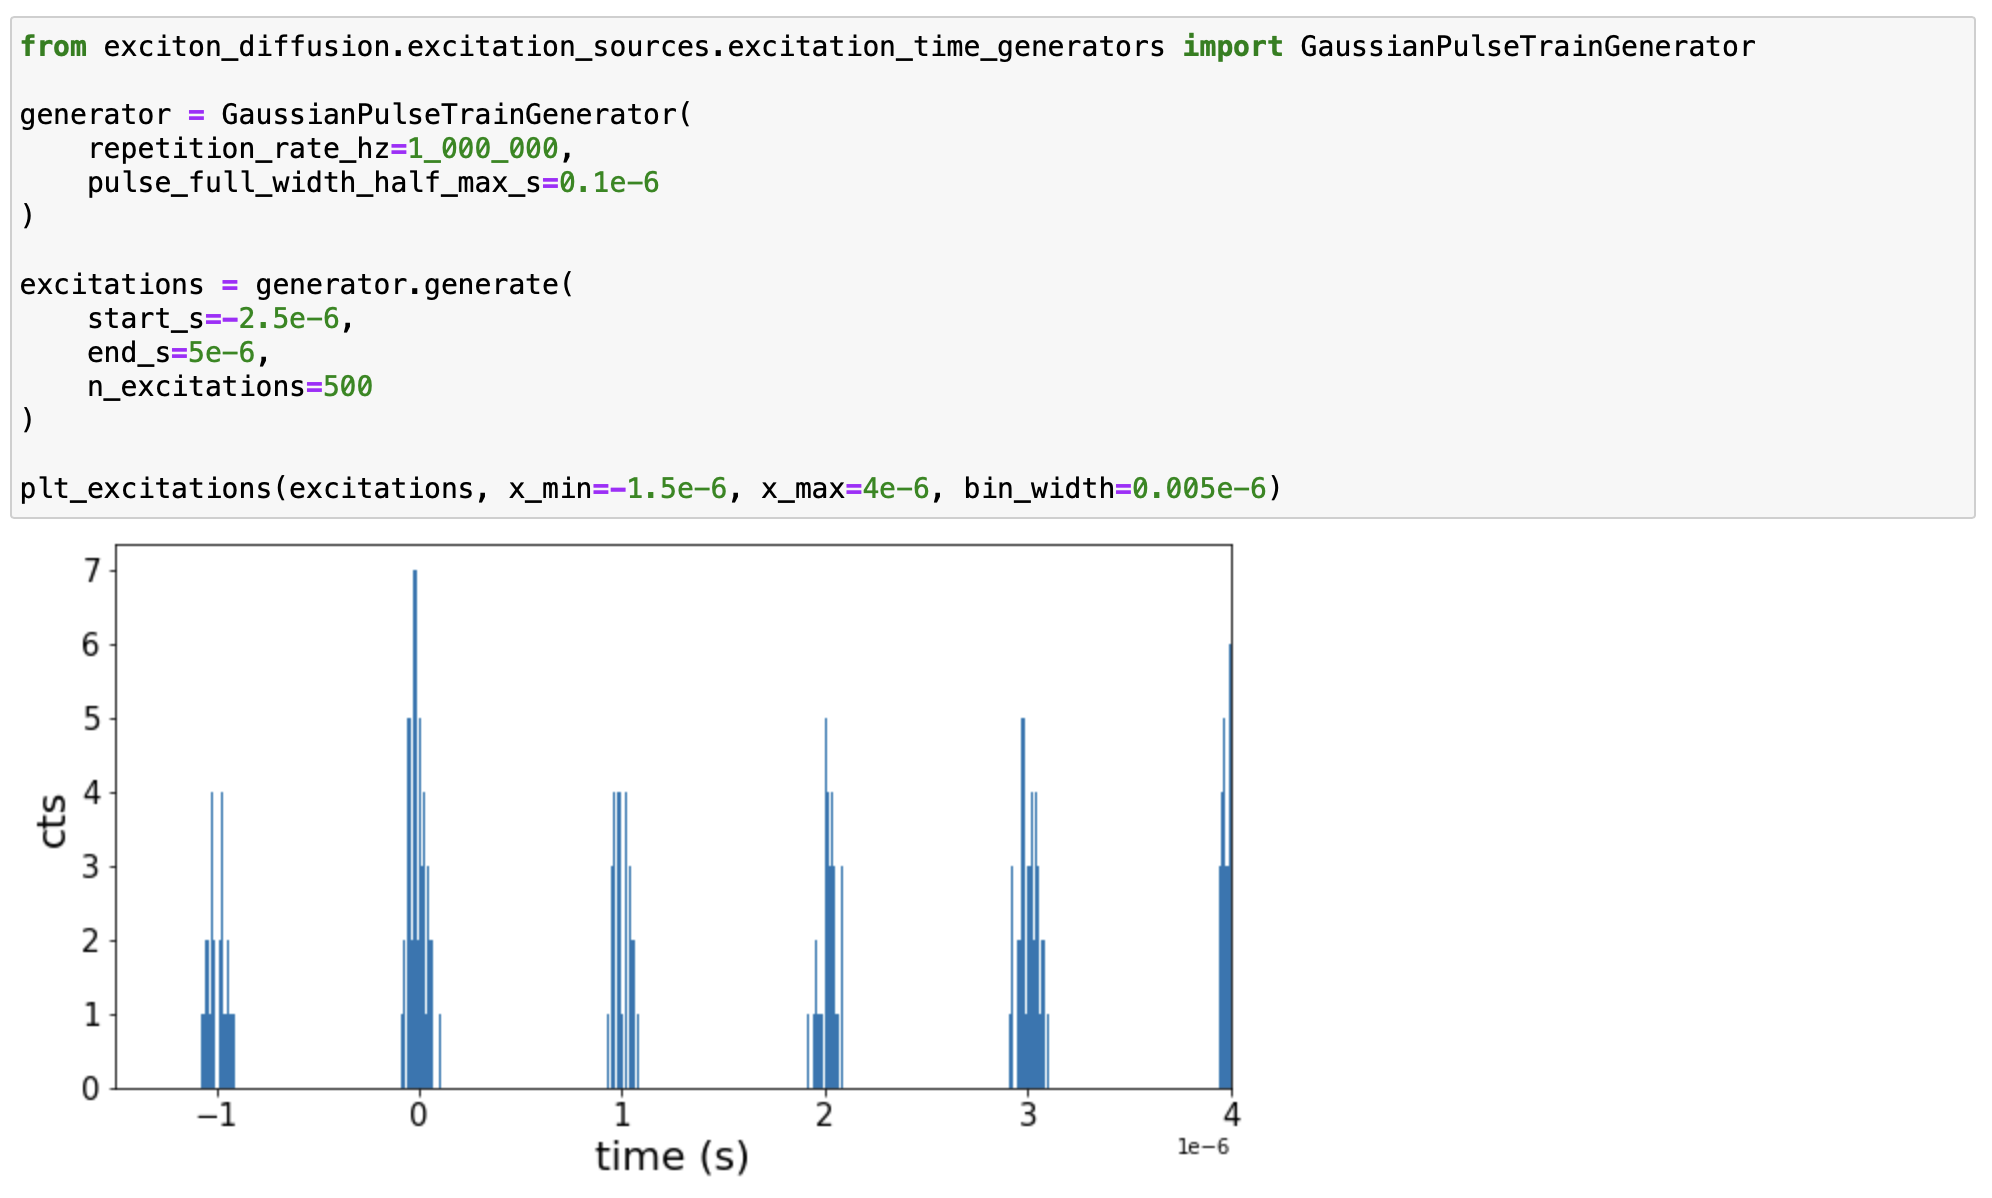 from exciton_diffusion.excitation_sources.excitation_time_generators import GaussianPulseTrainGenerator
generator = GaussianPulseTrainGenerator(
    repetition_rate_hz=1_000_000,
    pulse_full_width_half_max_s=0.1e-6
)
excitations = generator.generate(
    start_s=-2.5e-6,
    end_s=5e-6,
    n_excitations=500
)
plt_excitations(excitations, x_min=-1.5e-6, x_max=4e-6, bin_width=0.005e-6)
7
6
5
4
3
2
1
0
cts
−1 0 1 2 3 4
1e−6
time (s)